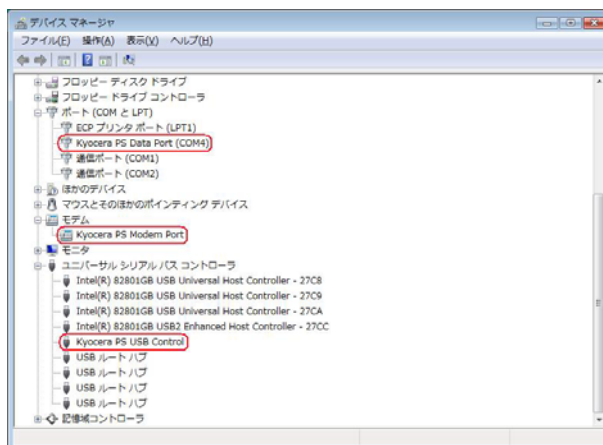 デバイス マネージャ
ファイル(F) 操作(A) 表示(V) ヘルプ(H)
フロッピー ディスク ドライブ
フロッピー ドライブ コントローラ
ポート (COM と LPT)
ECP プリンタ ポート (LPT1)
Kyocera PS Data Port (COM4)
通信ポート (COM1)
通信ポート (COM2)
ほかのデバイス
マウスとそのほかのポインティング デバイス
モデム
Kyocera PS Modem Port
モニタ
ユニバーサル シリアル バス コントローラ
Intel(R) 82801GB USB Universal Host Controller - 27C8
Intel(R) 82801GB USB Universal Host Controller - 27C9
Intel(R) 82801GB USB Universal Host Controller - 27CA
Intel(R) 82801GB USB2 Enhanced Host Controller - 27CC
Kyocera PS USB Control
USB ルート ハブ
USB ルート ハブ
USB ルート ハブ
USB ルート ハブ
記憶域コントローラ